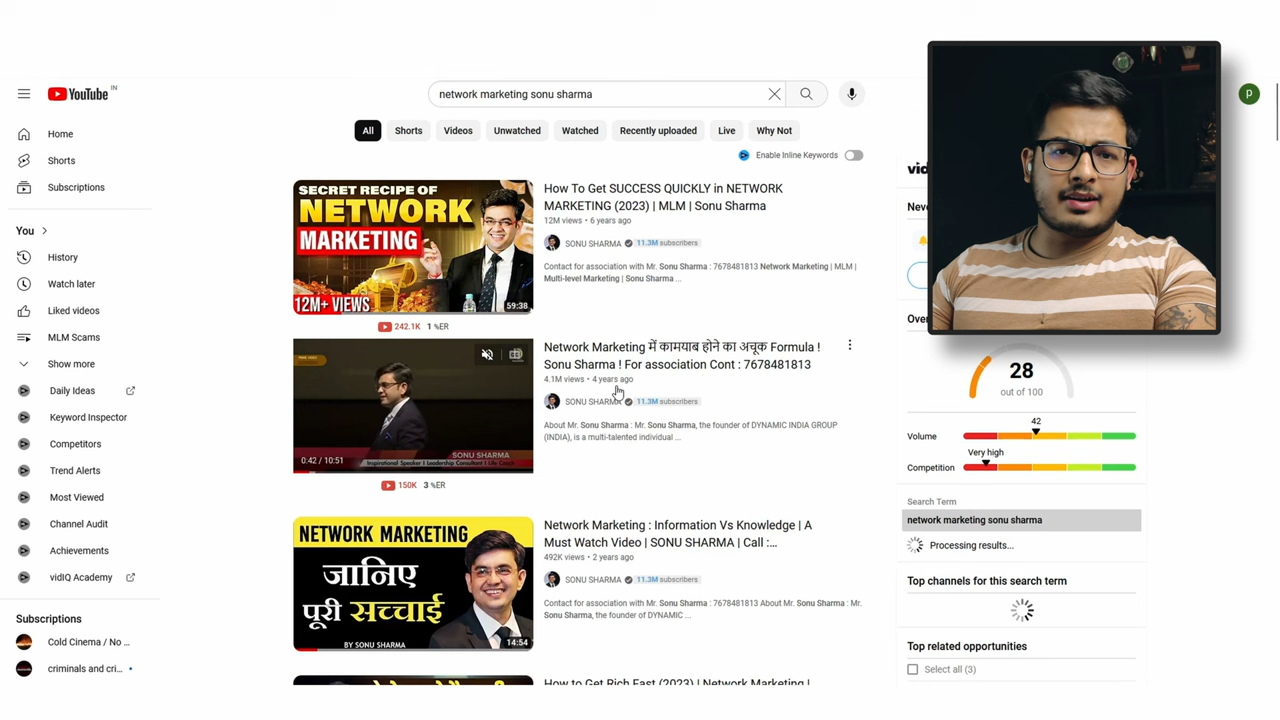 YouTube IN
network marketing sonu sharma
P
All
Shorts
Videos
Unwatched
Watched
Recently uploaded
Live
Why Not
Enable Inline Keywords
Home
Shorts
Subscriptions
You
History
Watch later
Liked videos
MLM Scams
Show more
Daily Ideas
Keyword Inspector
Competitors
Trend Alerts
Most Viewed
Channel Audit
Achievements
vidIQ Academy
Subscriptions
Cold Cinema / No ...
criminals and cri...
SECRET RECIPE OF
NETWORK
MARKETING
12M+ VIEWS
59:38
242.1K 1 %ER
How To Get SUCCESS QUICKLY in NETWORK
MARKETING (2023) | MLM | Sonu Sharma
12M views • 6 years ago
SONU SHARMA 11.3M subscribers
Contact for association with Mr. Sonu Sharma : 7678481813 Network Marketing | MLM |
Multi-level Marketing | Sonu Sharma ...
SONU SHARMA
Inspirational Speaker I Leadership Consultant I Life Coach
0:42 / 10:51
150K 3 %ER
Network Marketing में कामयाब होने का अचूक Formula !
Sonu Sharma ! For association Cont : 7678481813
4.1M views • 4 years ago
SONU SHARMA 11.3M subscribers
About Mr. Sonu Sharma : Mr. Sonu Sharma, the founder of DYNAMIC INDIA GROUP
(INDIA), is a multi-talented individual ...
NETWORK MARKETING
जानिए
पूरी सच्चाई
BY SONU SHARMA
14:54
Network Marketing : Information Vs Knowledge | A
Must Watch Video | SONU SHARMA | Call :...
492K views • 2 years ago
SONU SHARMA 11.3M subscribers
Contact for association with Mr. Sonu Sharma : 7678481813 About Mr. Sonu Sharma : Mr.
Sonu Sharma, the founder of DYNAMIC ...
How to Get Rich Fast (2023) | Network Marketing |
vid
Nev
Over
28
out of 100
42
Volume
Very high
Competition
Search Term
network marketing sonu sharma
Processing results...
Top channels for this search term
Top related opportunities
Select all (3)